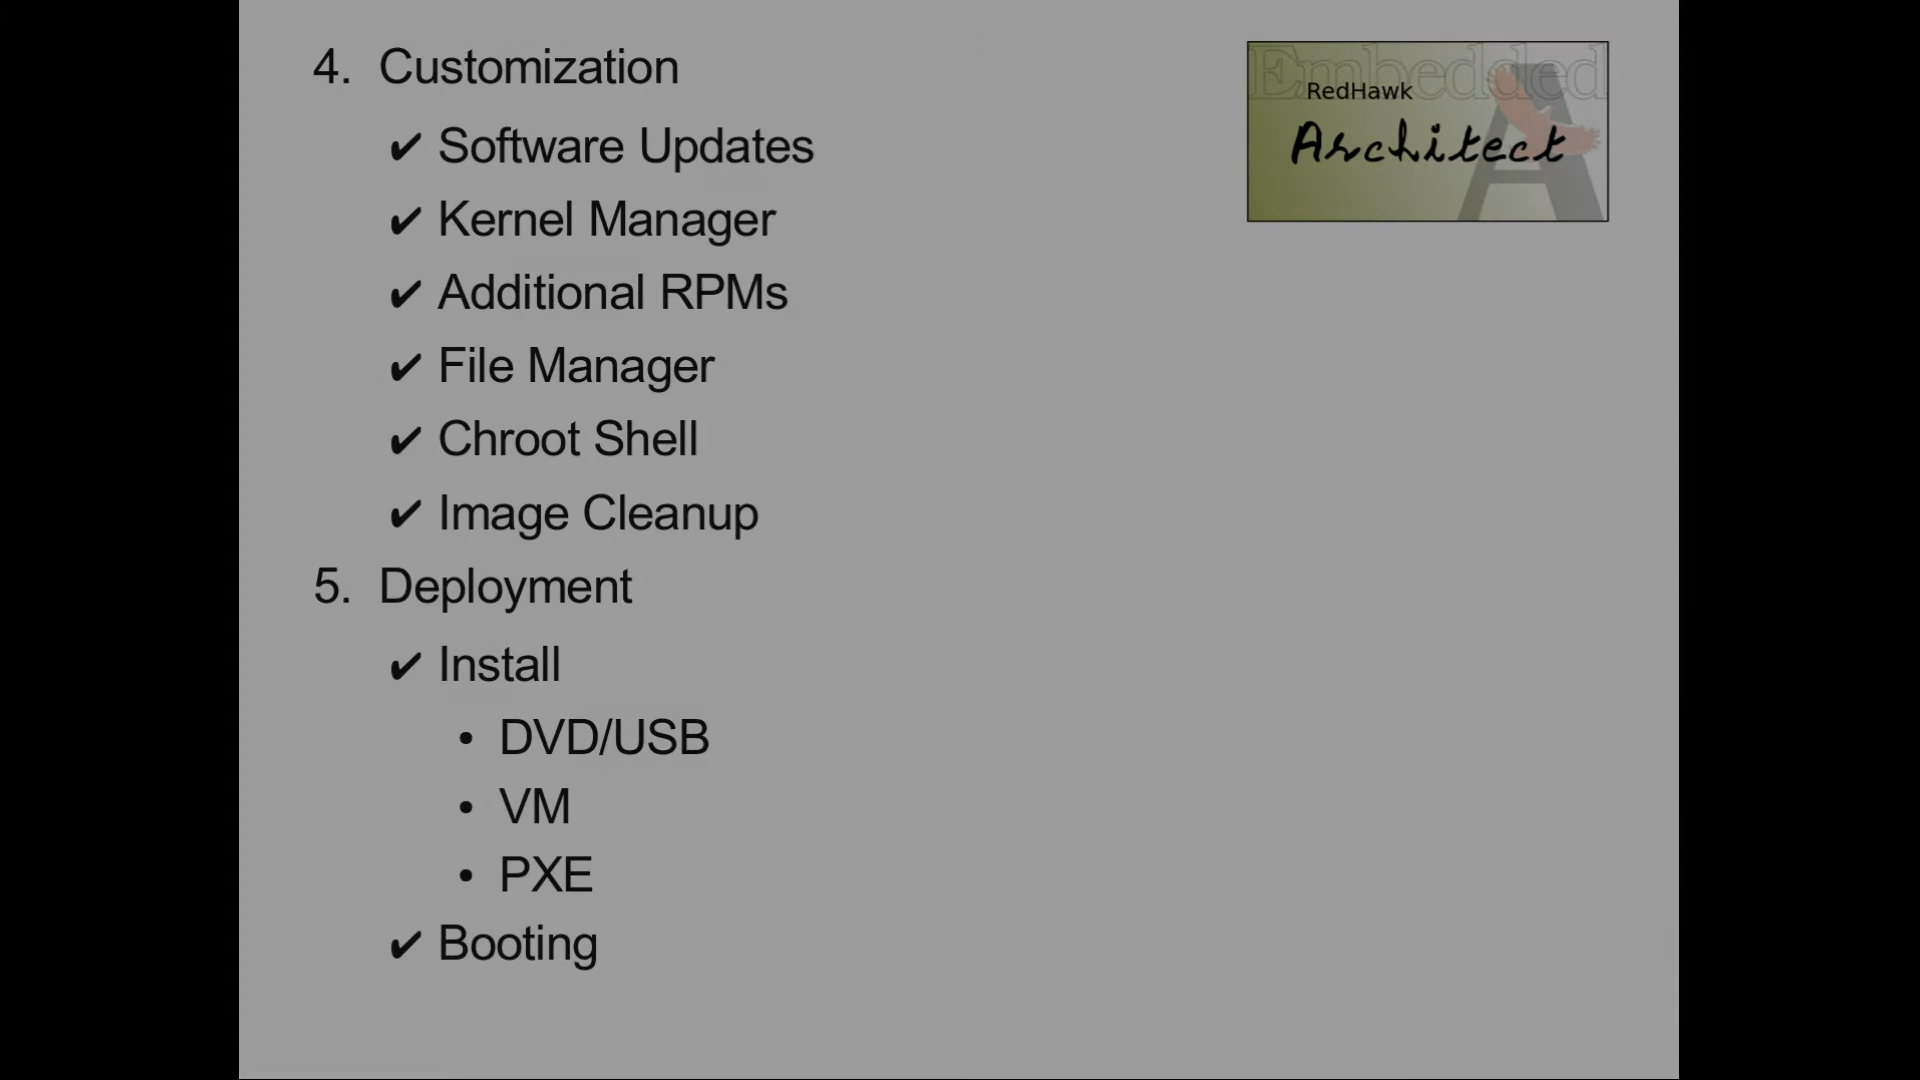 4. Customization
✔ Software Updates
✔ Kernel Manager
✔ Additional RPMs
✔ File Manager
✔ Chroot Shell
✔ Image Cleanup
5. Deployment
✔ Install
• DVD/USB
• VM
• PXE
✔ Booting
Embedded
RedHawk
Architect